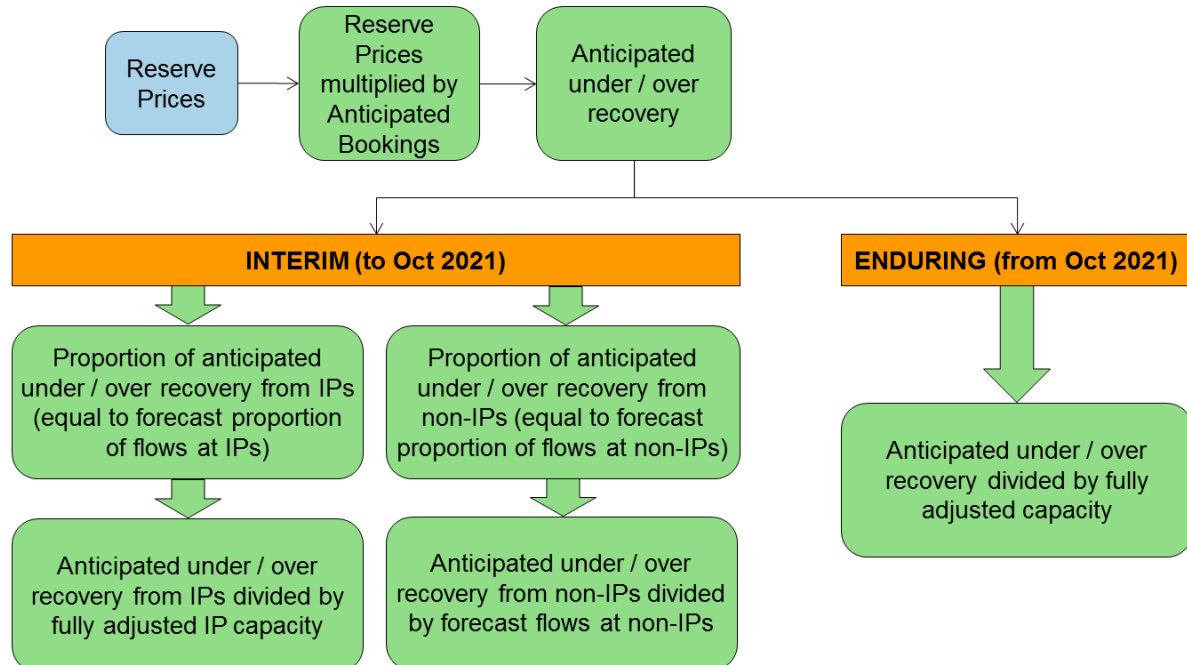 Reserve
Prices
Reserve
Prices
multiplied by
Anticipated
Bookings
Anticipated
under / over
recovery
INTERIM (to Oct 2021)
ENDURING (from Oct 2021)
Proportion of anticipated
under / over recovery from IPs
(equal to forecast proportion
of flows at IPs)
Proportion of anticipated
under / over recovery from
non-IPs (equal to forecast
proportion of flows at non-IPs)
Anticipated under / over
recovery divided by fully
adjusted capacity
Anticipated under / over
recovery from IPs divided by
fully adjusted IP capacity
Anticipated under / over
recovery from non-IPs divided
by forecast flows at non-IPs